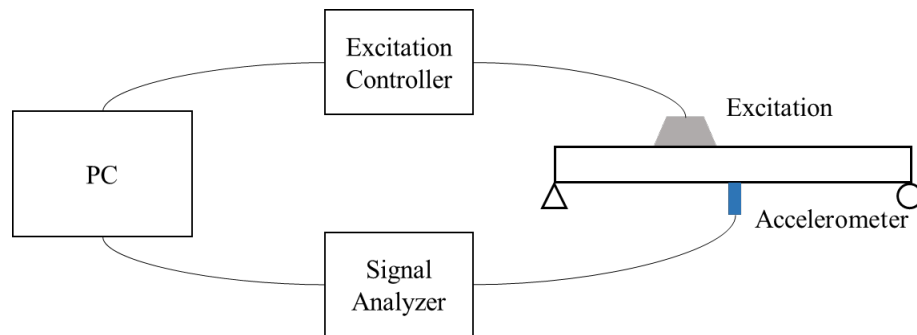 Excitation
Controller
Excitation
PC
Accelerometer
Signal
Analyzer